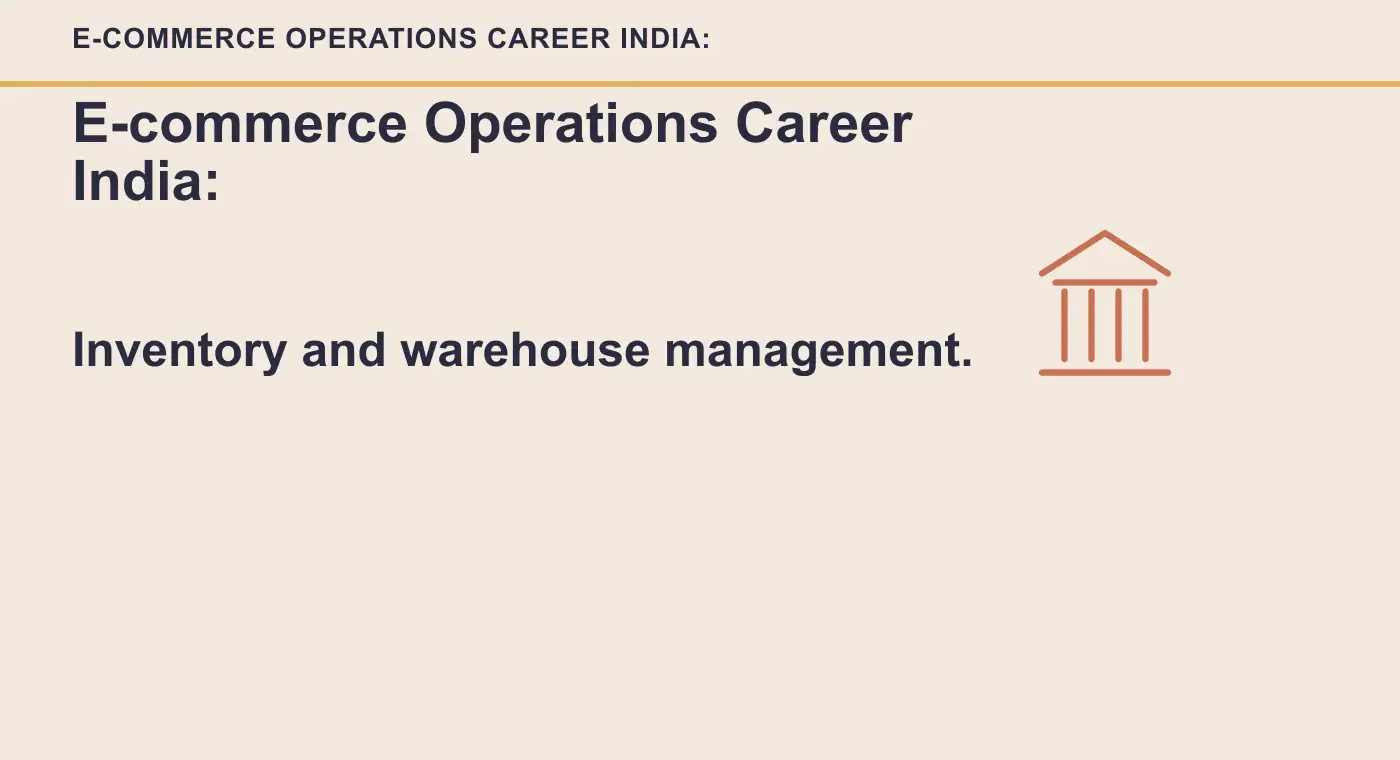 E-COMMERCE OPERATIONS CAREER INDIA:
E-commerce Operations Career
India:
Inventory and warehouse management.